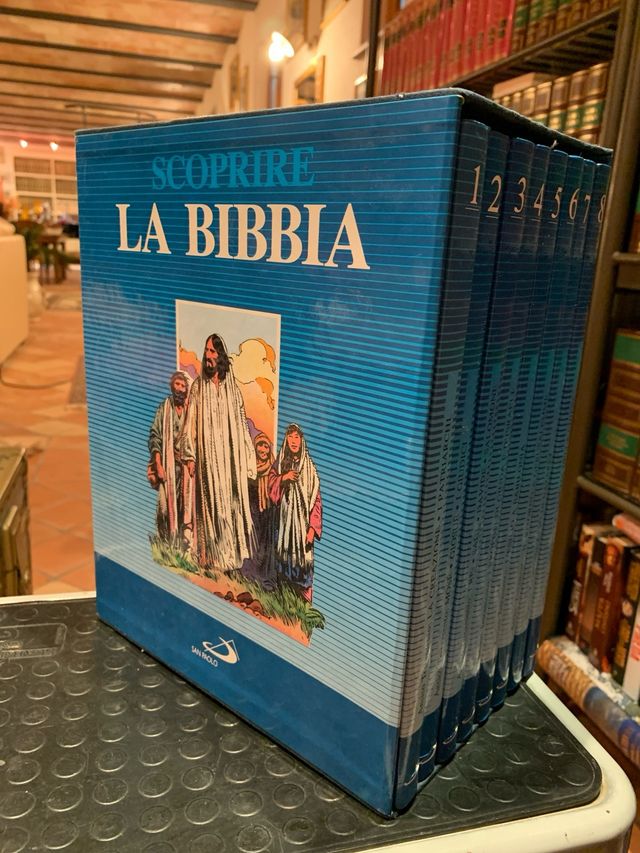 SCOPRIRE
LA BIBBIA
SAN PAOLO
1 2 3 4 5 6 7 8